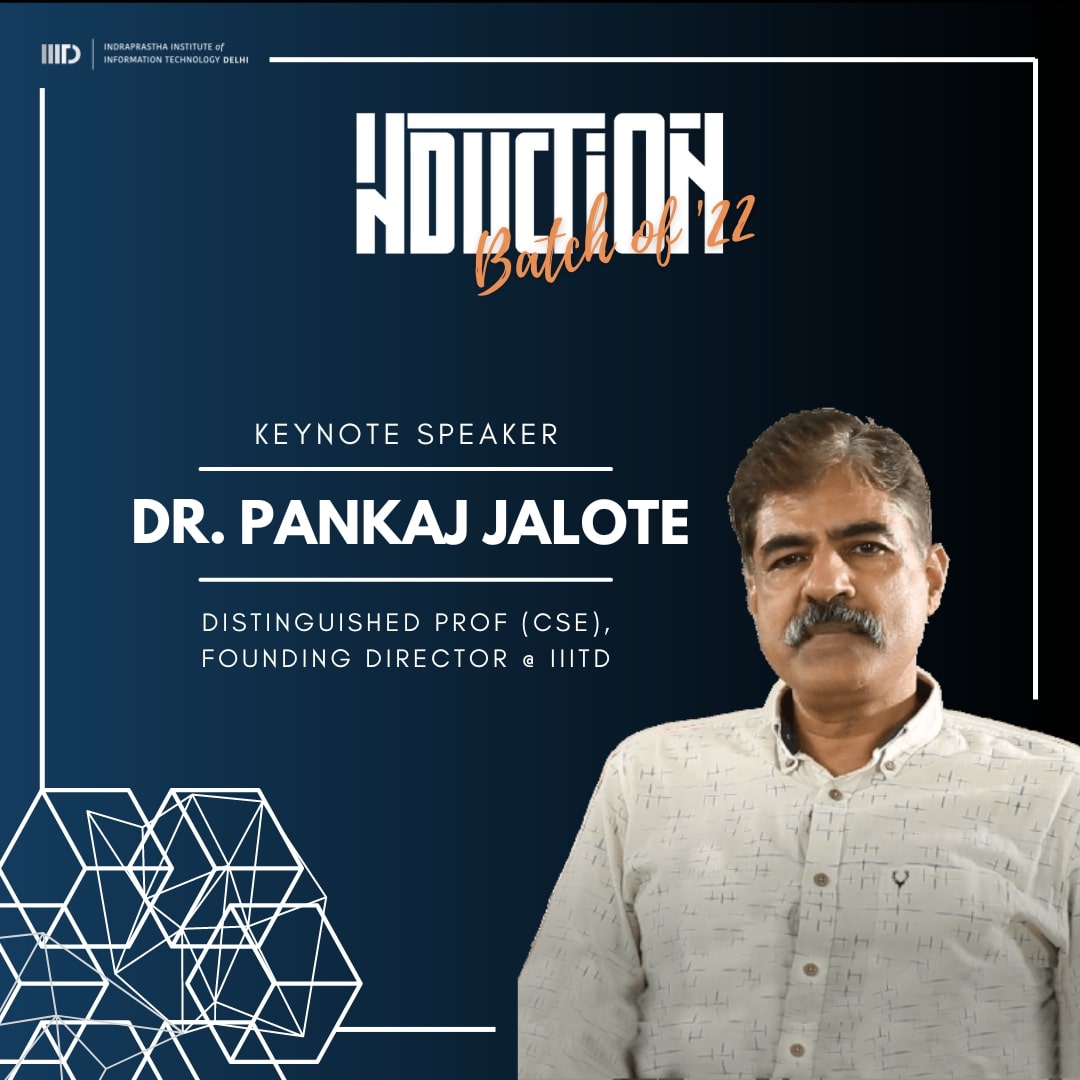 IIITD
INDRAPRASTHA INSTITUTE of
INFORMATION TECHNOLOGY DELHI
INDUCTION
Batch of '22
KEYNOTE SPEAKER
DR. PANKAJ JALOTE
DISTINGUISHED PROF (CSE),
FOUNDING DIRECTOR @ IIITD